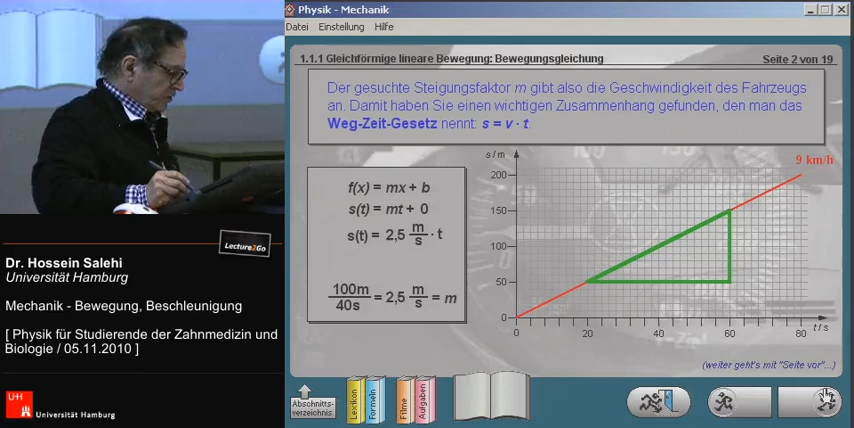 Physik - Mechanik
Datei Einstellung Hilfe
1.1.1 Gleichförmige lineare Bewegung: Bewegungsgleichung
Seite 2 von 19
Der gesuchte Steigungsfaktor m gibt also die Geschwindigkeit des Fahrzeugs
an. Damit haben Sie einen wichtigen Zusammenhang gefunden, den man das
Weg-Zeit-Gesetz nennt: s = v · t.
f(x) = mx + b
s(t) = mt + 0
s(t) = 2,5 m/s · t
100m/40s = 2,5 m/s = m
s / m
200
150
100
50
0
0 20 40 60 80 t / s
9 km/h
(weiter geht's mit "Seite vor"...)
Abschnitts-
verzeichnis.
Lexikon
Formeln
Filme
Aufgaben
Lecture2Go
Dr. Hossein Salehi
Universität Hamburg
Mechanik - Bewegung, Beschleunigung
[ Physik für Studierende der Zahnmedizin und
Biologie / 05.11.2010 ]
UH
Universität Hamburg